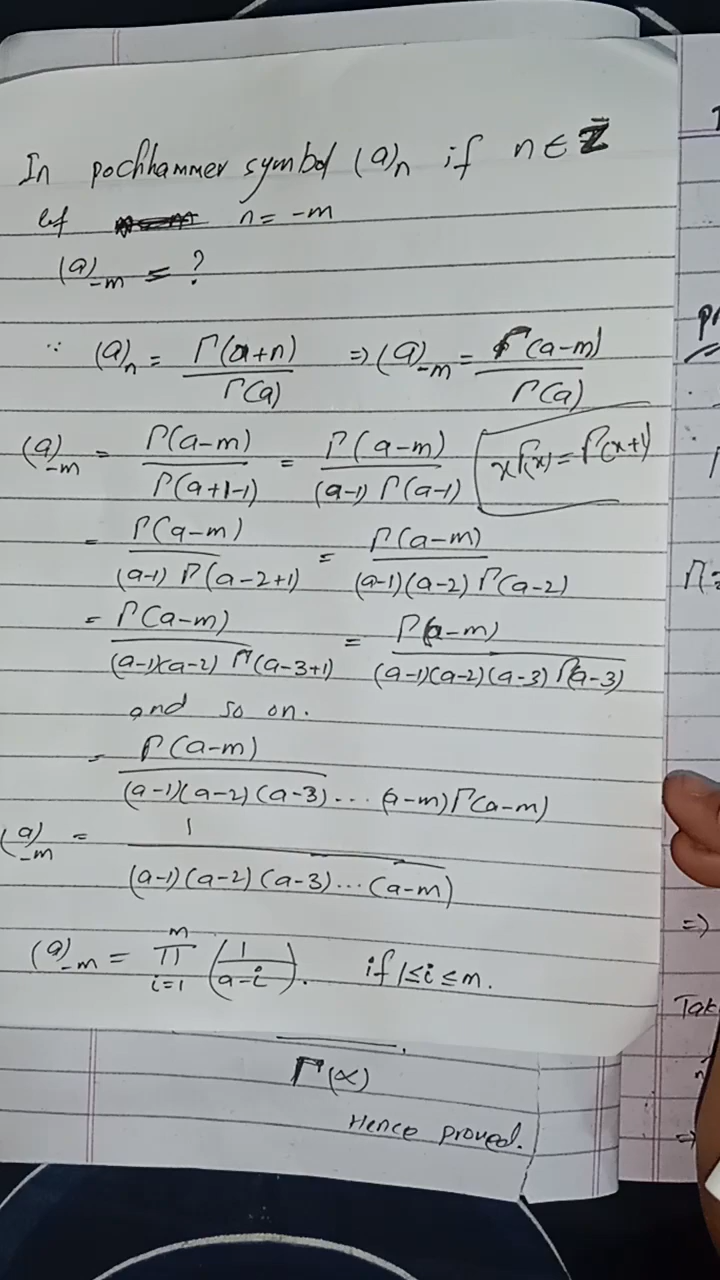 In pochhammer symbol (a)n if n ∈ Z̄
let n = -m
(a)-m = ?
∵ (a)n = Γ(a+n) / Γ(a) ⇒ (a)-m = Γ(a-m) / Γ(a)
(a)-m = Γ(a-m) / Γ(a+1-1) = Γ(a-m) / (a-1) Γ(a-1) xΓ(x) = Γ(x+1)
= Γ(a-m) / (a-1) Γ(a-2+1) = Γ(a-m) / (a-1)(a-2) Γ(a-2)
= Γ(a-m) / (a-1)(a-2) Γ(a-3+1) = Γ(a-m) / (a-1)(a-2)(a-3) Γ(a-3)
and so on.
= Γ(a-m) / (a-1)(a-2)(a-3)... (a-m)Γ(a-m)
(a)-m = 1 / (a-1)(a-2)(a-3)...(a-m)
(a)-m = m Π i=1 (1 / a-i). if 1≤i≤m.
Γ(α)
Hence proved.
⇒)
Tak